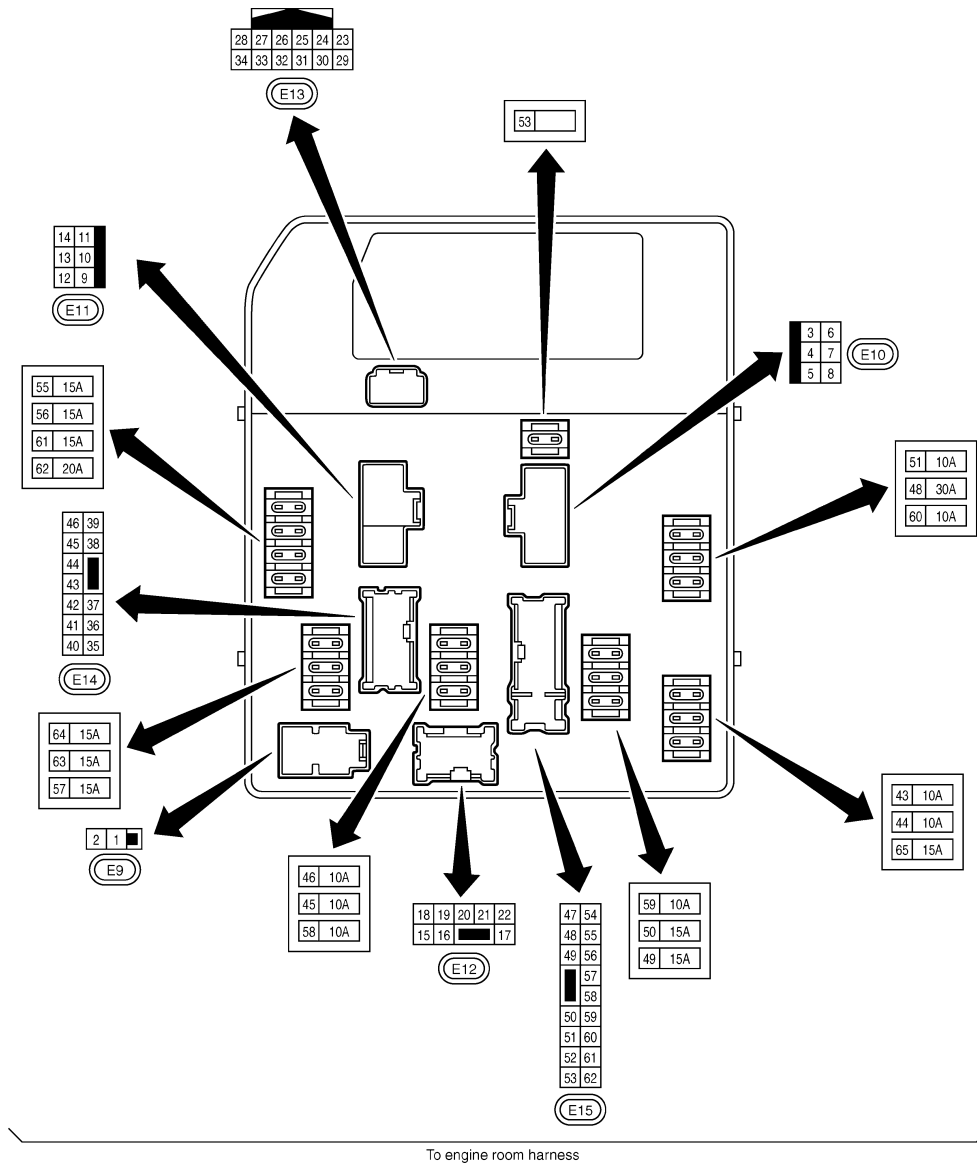 28 27 26 25 24 23
34 33 32 31 30 29
E13
53
14 11
13 10
12 9
E11
3 6
4 7
5 8
E10
55 15A
56 15A
61 15A
62 20A
51 10A
48 30A
60 10A
46 39
45 38
44
43
42 37
41 36
40 35
E14
64 15A
63 15A
57 15A
2 1
E9
46 10A
45 10A
58 10A
18 19 20 21 22
15 16 17
E12
47 54
48 55
49 56
57
58
50 59
51 60
52 61
53 62
E15
59 10A
50 15A
49 15A
43 10A
44 10A
65 15A
To engine room harness